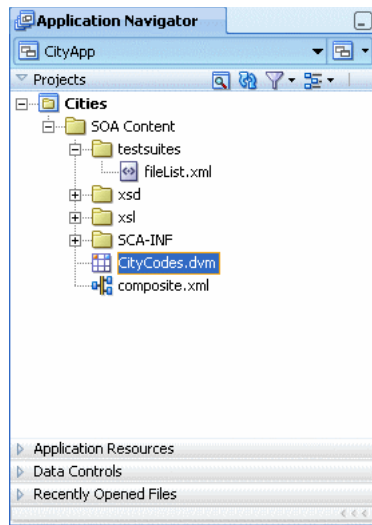 Application Navigator
CityApp
Projects
Cities
SOA Content
testsuites
fileList.xml
xsd
xsl
SCA-INF
CityCodes.dvm
composite.xml
Application Resources
Data Controls
Recently Opened Files